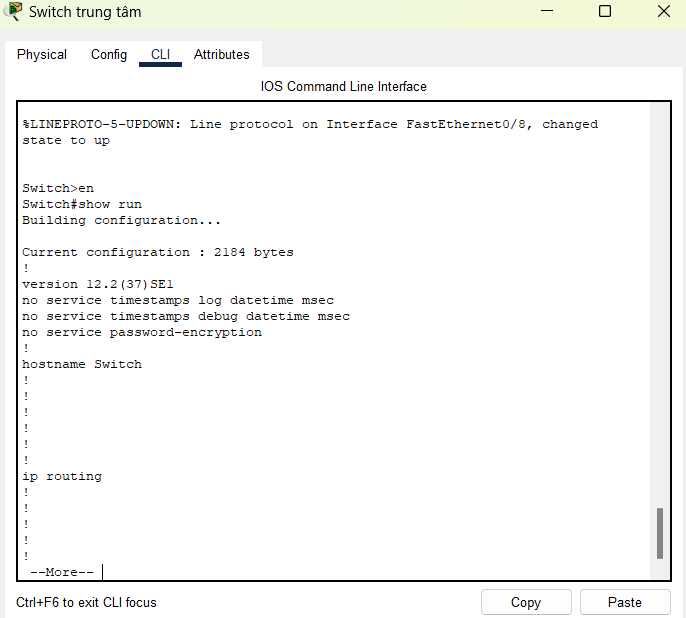 Switch trung tâm
Physical Config CLI Attributes
IOS Command Line Interface
%LINEPROTO-5-UPDOWN: Line protocol on Interface FastEthernet0/8, changed
state to up
Switch>en
Switch#show run
Building configuration...
Current configuration : 2184 bytes
!
version 12.2(37)SE1
no service timestamps log datetime msec
no service timestamps debug datetime msec
no service password-encryption
!
hostname Switch
!
!
!
!
!
!
ip routing
!
!
!
!
!
--More--
Ctrl+F6 to exit CLI focus
Copy
Paste